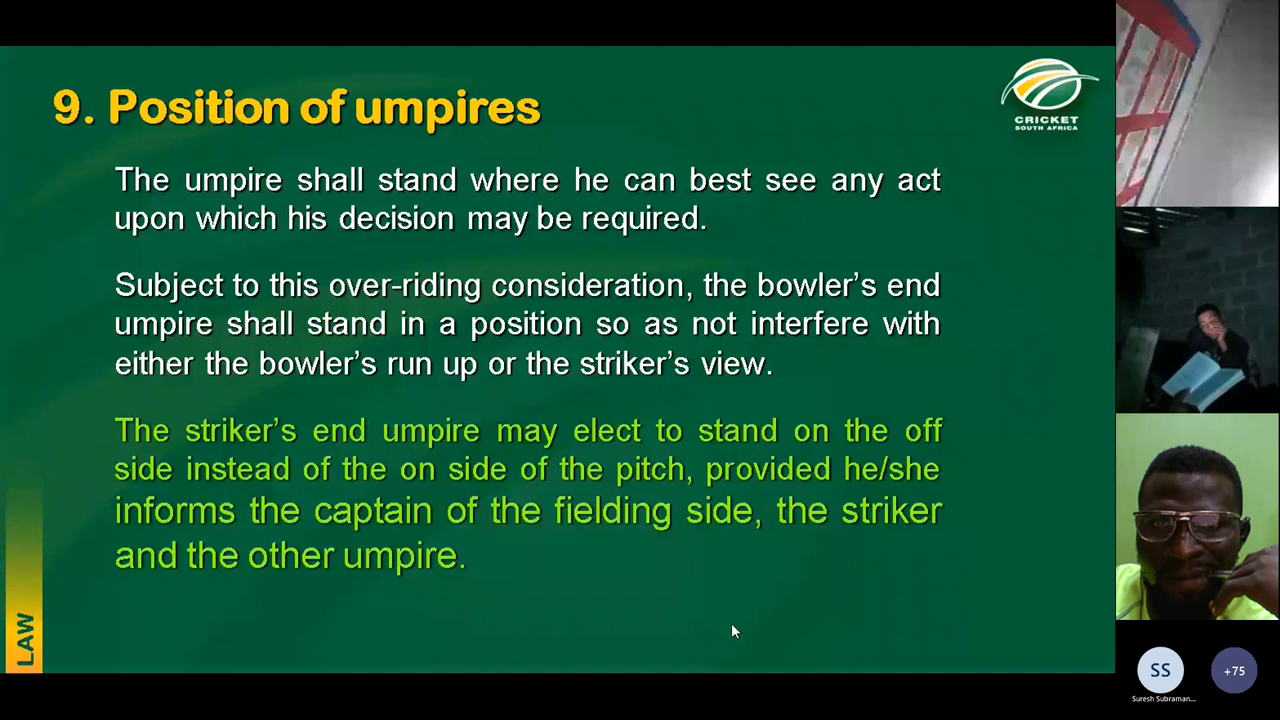 9. Position of umpires
CRICKET
SOUTH AFRICA
The umpire shall stand where he can best see any act
upon which his decision may be required.
Subject to this over-riding consideration, the bowler’s end
umpire shall stand in a position so as not interfere with
either the bowler’s run up or the striker’s view.
The striker’s end umpire may elect to stand on the off
side instead of the on side of the pitch, provided he/she
informs the captain of the fielding side, the striker
and the other umpire.
LAW
SS
+75
Suresh Subraman...